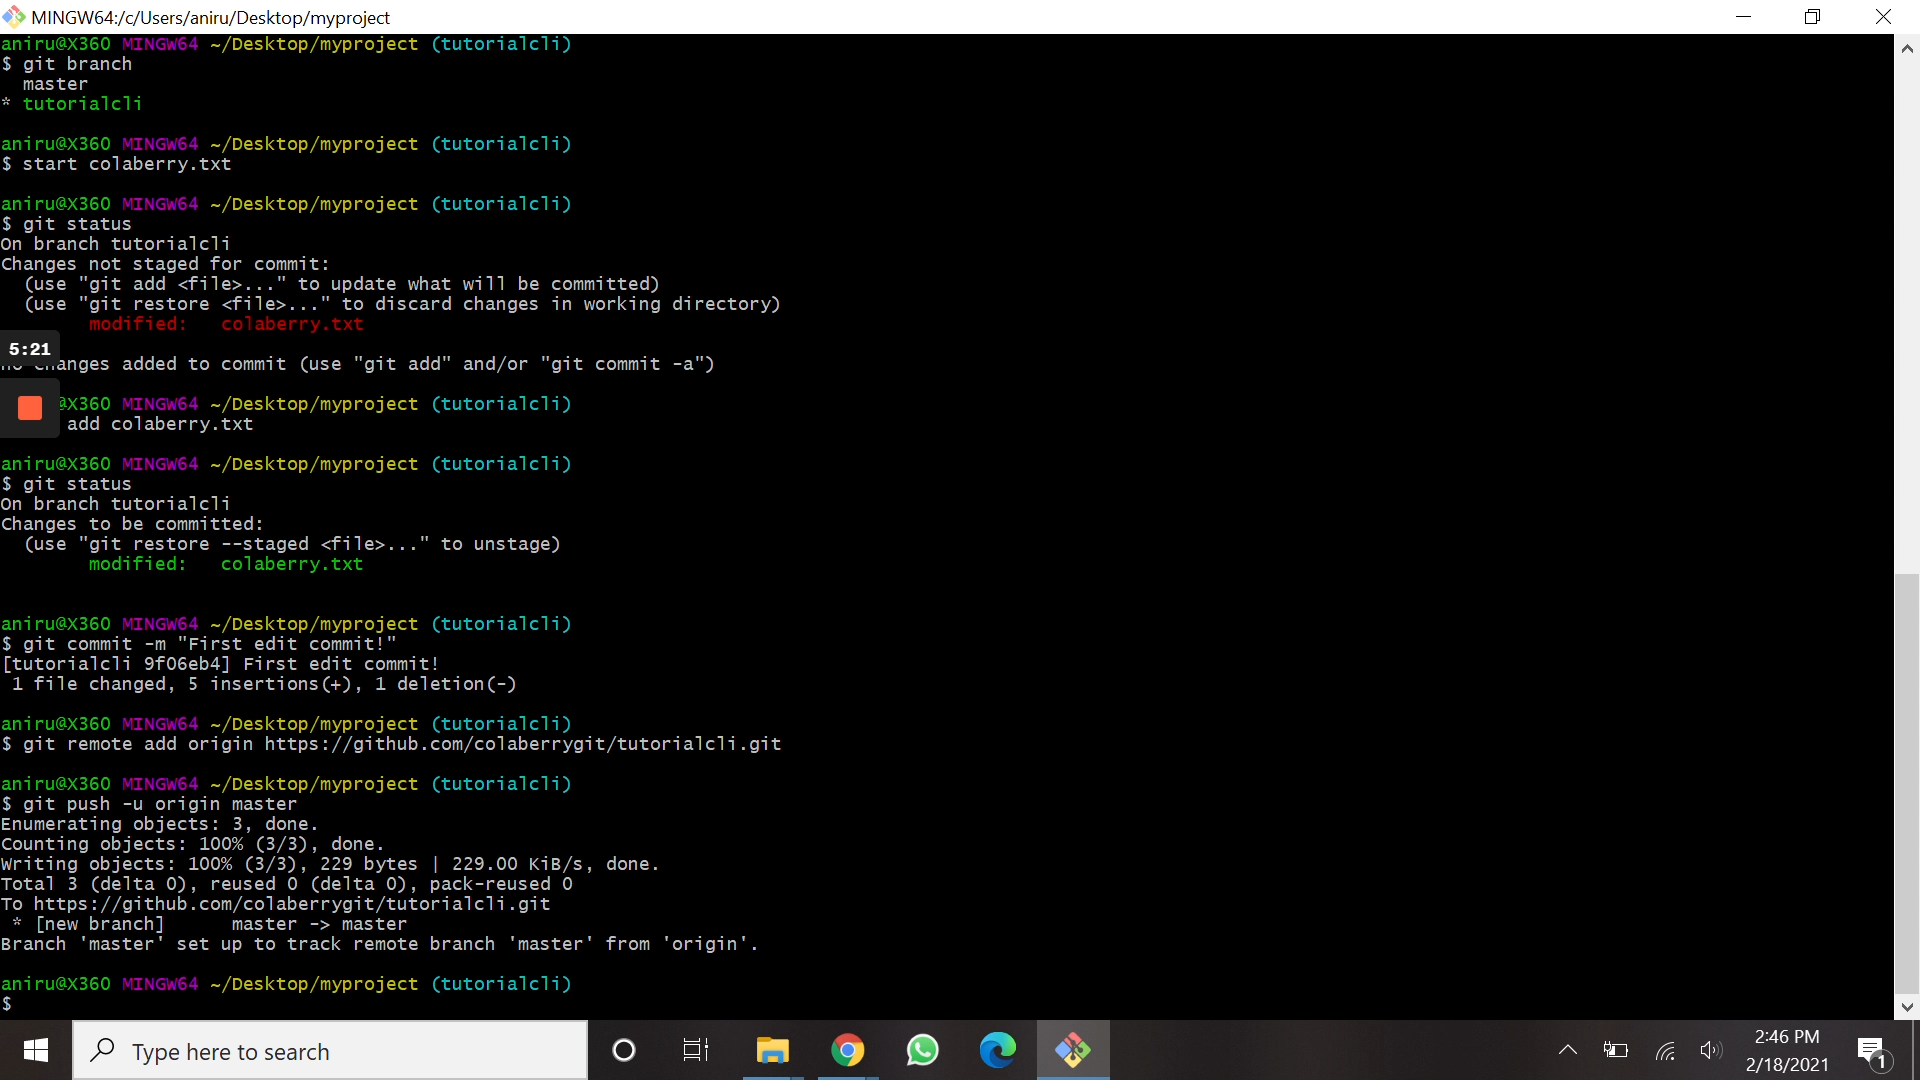 MINGW64:/c/Users/aniru/Desktop/myproject
aniru@X360 MINGW64 ~/Desktop/myproject (tutorialcli)
$ git branch
  master
* tutorialcli
aniru@X360 MINGW64 ~/Desktop/myproject (tutorialcli)
$ start colaberry.txt
aniru@X360 MINGW64 ~/Desktop/myproject (tutorialcli)
$ git status
On branch tutorialcli
Changes not staged for commit:
  (use "git add <file>..." to update what will be committed)
  (use "git restore <file>..." to discard changes in working directory)
        modified:   colaberry.txt
5:21
no changes added to commit (use "git add" and/or "git commit -a")
@X360 MINGW64 ~/Desktop/myproject (tutorialcli)
add colaberry.txt
aniru@X360 MINGW64 ~/Desktop/myproject (tutorialcli)
$ git status
On branch tutorialcli
Changes to be committed:
  (use "git restore --staged <file>..." to unstage)
        modified:   colaberry.txt
aniru@X360 MINGW64 ~/Desktop/myproject (tutorialcli)
$ git commit -m "First edit commit!"
[tutorialcli 9f06eb4] First edit commit!
 1 file changed, 5 insertions(+), 1 deletion(-)
aniru@X360 MINGW64 ~/Desktop/myproject (tutorialcli)
$ git remote add origin https://github.com/colaberrygit/tutorialcli.git
aniru@X360 MINGW64 ~/Desktop/myproject (tutorialcli)
$ git push -u origin master
Enumerating objects: 3, done.
Counting objects: 100% (3/3), done.
Writing objects: 100% (3/3), 229 bytes | 229.00 KiB/s, done.
Total 3 (delta 0), reused 0 (delta 0), pack-reused 0
To https://github.com/colaberrygit/tutorialcli.git
 * [new branch]      master -> master
Branch 'master' set up to track remote branch 'master' from 'origin'.
aniru@X360 MINGW64 ~/Desktop/myproject (tutorialcli)
$
Type here to search
2:46 PM
2/18/2021
1